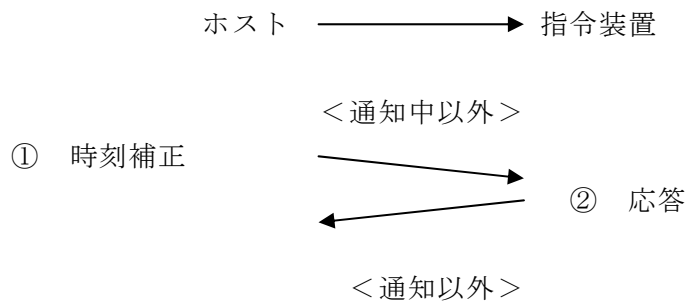 ホスト 指令装置
＜通知中以外＞
① 時刻補正
② 応答
＜通知以外＞